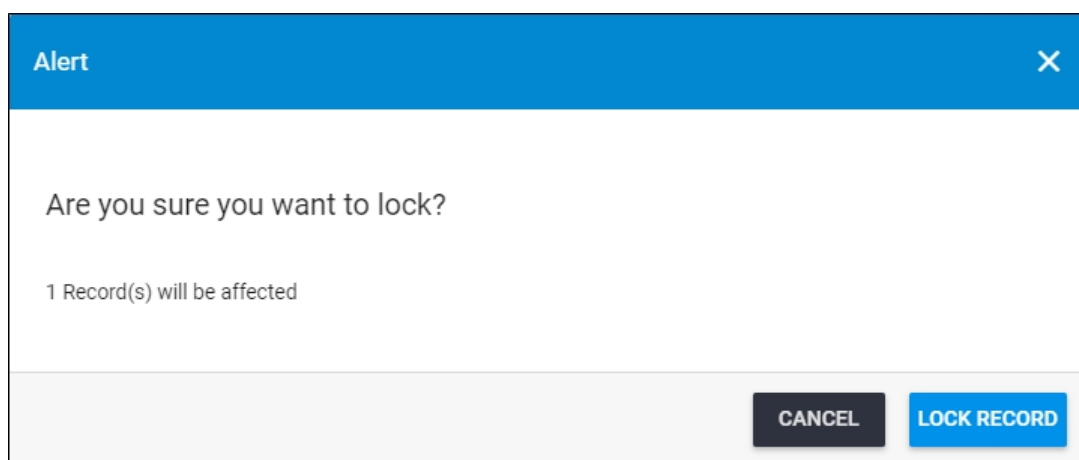 Alert
Are you sure you want to lock?
1 Record(s) will be affected
CANCEL
LOCK RECORD